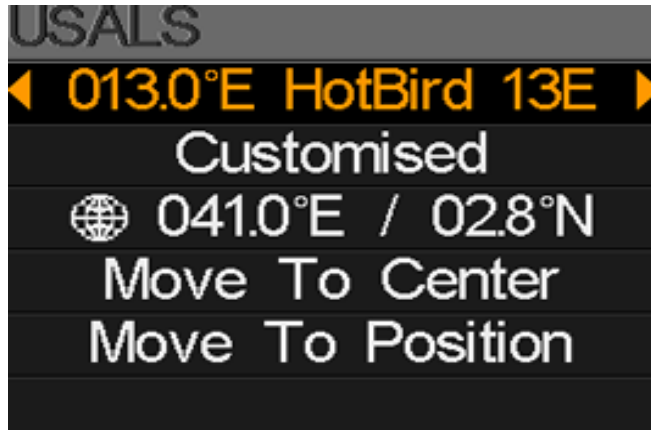 USALS
013.0°E HotBird 13E
Customised
041.0°E / 02.8°N
Move To Center
Move To Position